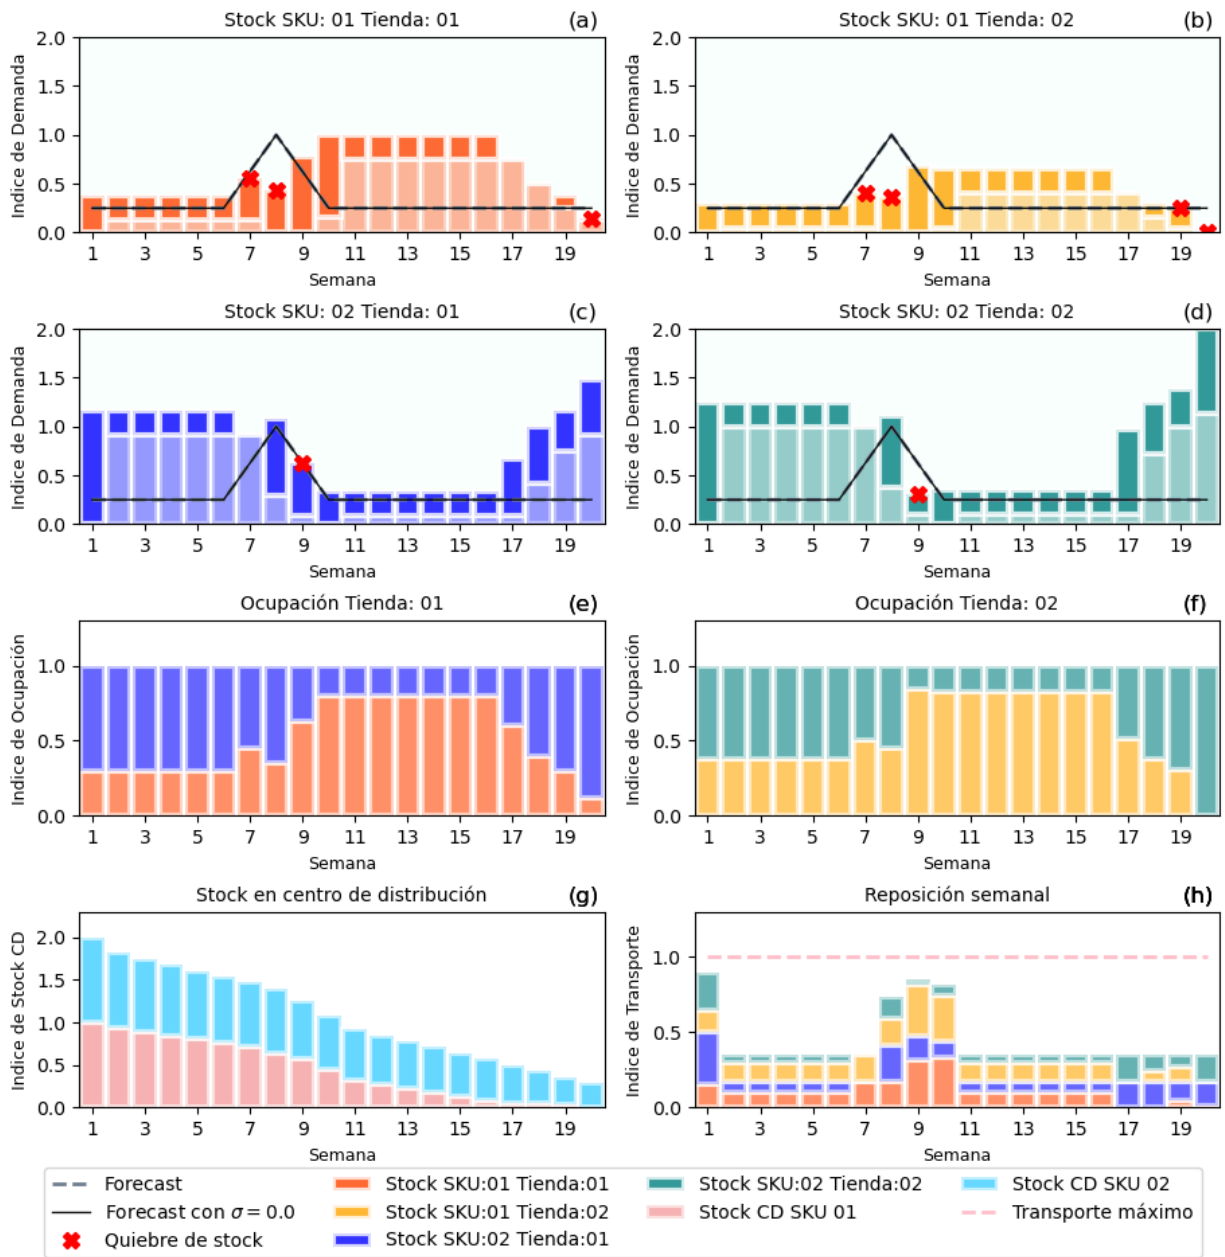 Stock SKU: 01 Tienda: 01 (a)
Indice de Demanda
2.0
1.5
1.0
0.5
0.0
1 3 5 7 9 11 13 15 17 19
Semana
Stock SKU: 01 Tienda: 02 (b)
Indice de Demanda
2.0
1.5
1.0
0.5
0.0
1 3 5 7 9 11 13 15 17 19
Semana
Stock SKU: 02 Tienda: 01 (c)
Indice de Demanda
2.0
1.5
1.0
0.5
0.0
1 3 5 7 9 11 13 15 17 19
Semana
Stock SKU: 02 Tienda: 02 (d)
Indice de Demanda
2.0
1.5
1.0
0.5
0.0
1 3 5 7 9 11 13 15 17 19
Semana
Ocupación Tienda: 01 (e)
Indice de Ocupación
1.0
0.5
0.0
1 3 5 7 9 11 13 15 17 19
Semana
Ocupación Tienda: 02 (f)
Indice de Ocupación
1.0
0.5
0.0
1 3 5 7 9 11 13 15 17 19
Semana
Stock en centro de distribución (g)
Indice de Stock CD
2.0
1.5
1.0
0.5
0.0
1 3 5 7 9 11 13 15 17 19
Semana
Reposición semanal (h)
Indice de Transporte
1.0
0.5
0.0
1 3 5 7 9 11 13 15 17 19
Semana
Forecast
Forecast con σ = 0.0
Quiebre de stock
Stock SKU:01 Tienda:01
Stock SKU:01 Tienda:02
Stock SKU:02 Tienda:01
Stock SKU:02 Tienda:02
Stock CD SKU 01
Stock CD SKU 02
Transporte máximo